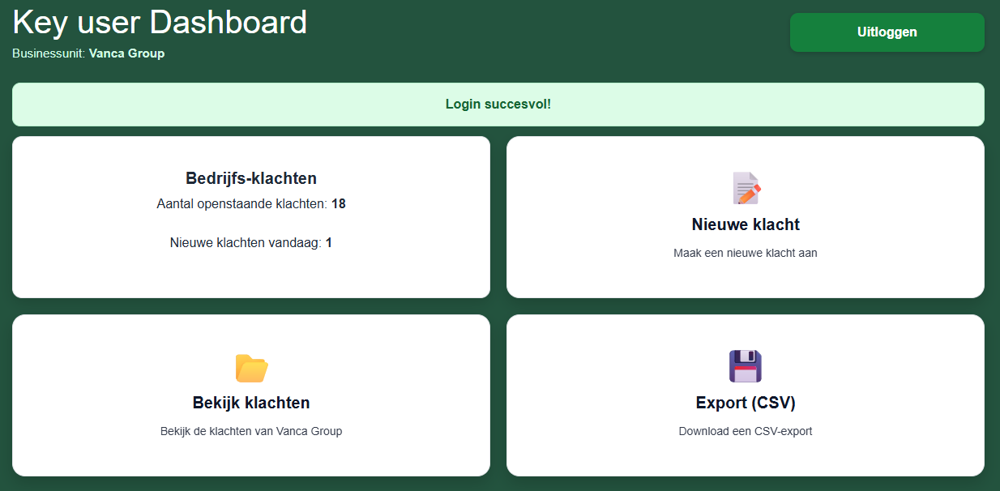 Key user Dashboard
Uitloggen
Businessunit: Vanca Group
Login succesvol!
Bedrijfs-klachten
Aantal openstaande klachten: 18
Nieuwe klachten vandaag: 1
Nieuwe klacht
Maak een nieuwe klacht aan
Bekijk klachten
Bekijk de klachten van Vanca Group
Export (CSV)
Download een CSV-export